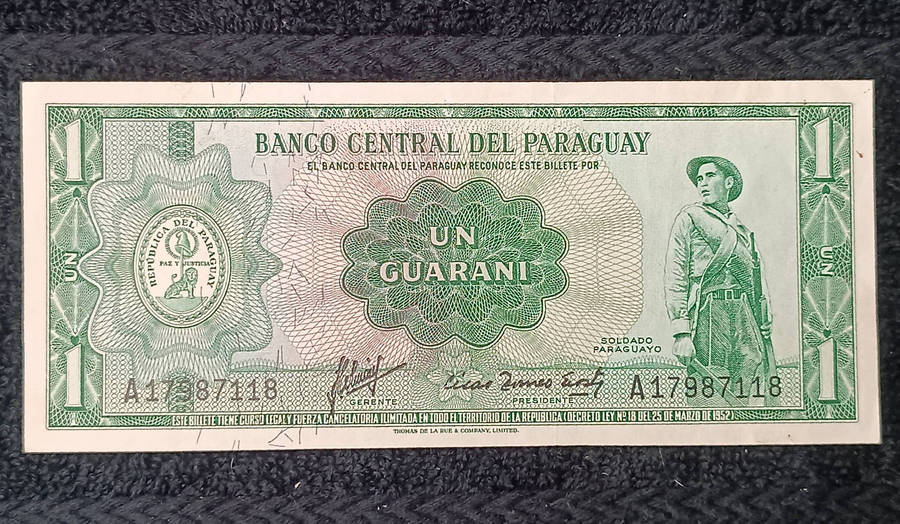 1
1
BANCO CENTRAL DEL PARAGUAY
EL BANCO CENTRAL DEL PARAGUAY RECONOCE ESTE BILLETE POR
UN
GUARANI
REPUBLICA DEL PARAGUAY
PAZ Y JUSTICIA
UN
UN
SOLDADO
PARAGUAYO
1
1
A17987118
GERENTE
PRESIDENTE
A17987118
ESTE BILLETE TIENE CURSO LEGAL Y FUERZA CANCELATORIA ILIMITADA EN TODO EL TERRITORIO DE LA REPUBLICA (DECRETO LEY Nº 18 DEL 25 DE MARZO DE 1952)
THOMAS DE LA RUE & COMPANY, LIMITED.